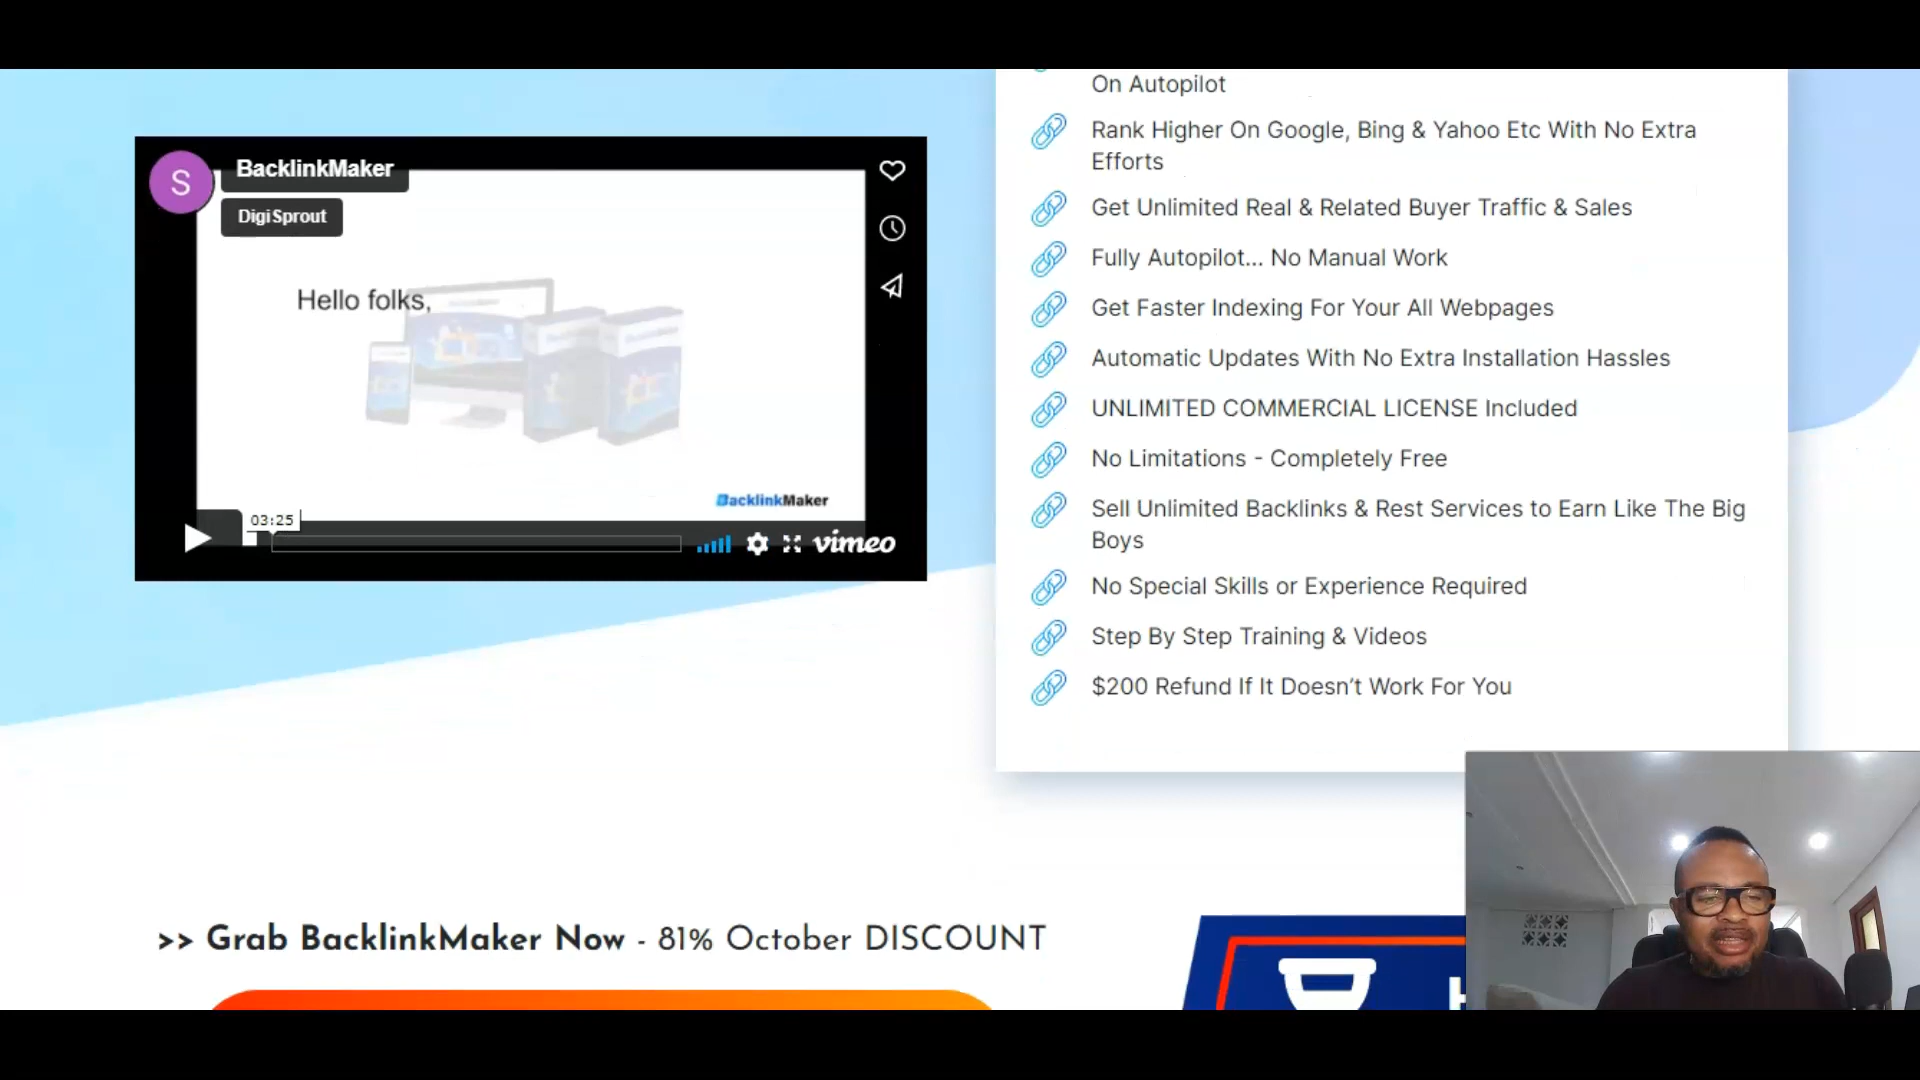 S
BacklinkMaker
DigiSprout
Hello folks,
BacklinkMaker
03:25
vimeo
On Autopilot
Rank Higher On Google, Bing & Yahoo Etc With No Extra
Efforts
Get Unlimited Real & Related Buyer Traffic & Sales
Fully Autopilot... No Manual Work
Get Faster Indexing For Your All Webpages
Automatic Updates With No Extra Installation Hassles
UNLIMITED COMMERCIAL LICENSE Included
No Limitations - Completely Free
Sell Unlimited Backlinks & Rest Services to Earn Like The Big
Boys
No Special Skills or Experience Required
Step By Step Training & Videos
$200 Refund If It Doesn’t Work For You
>> Grab BacklinkMaker Now - 81% October DISCOUNT